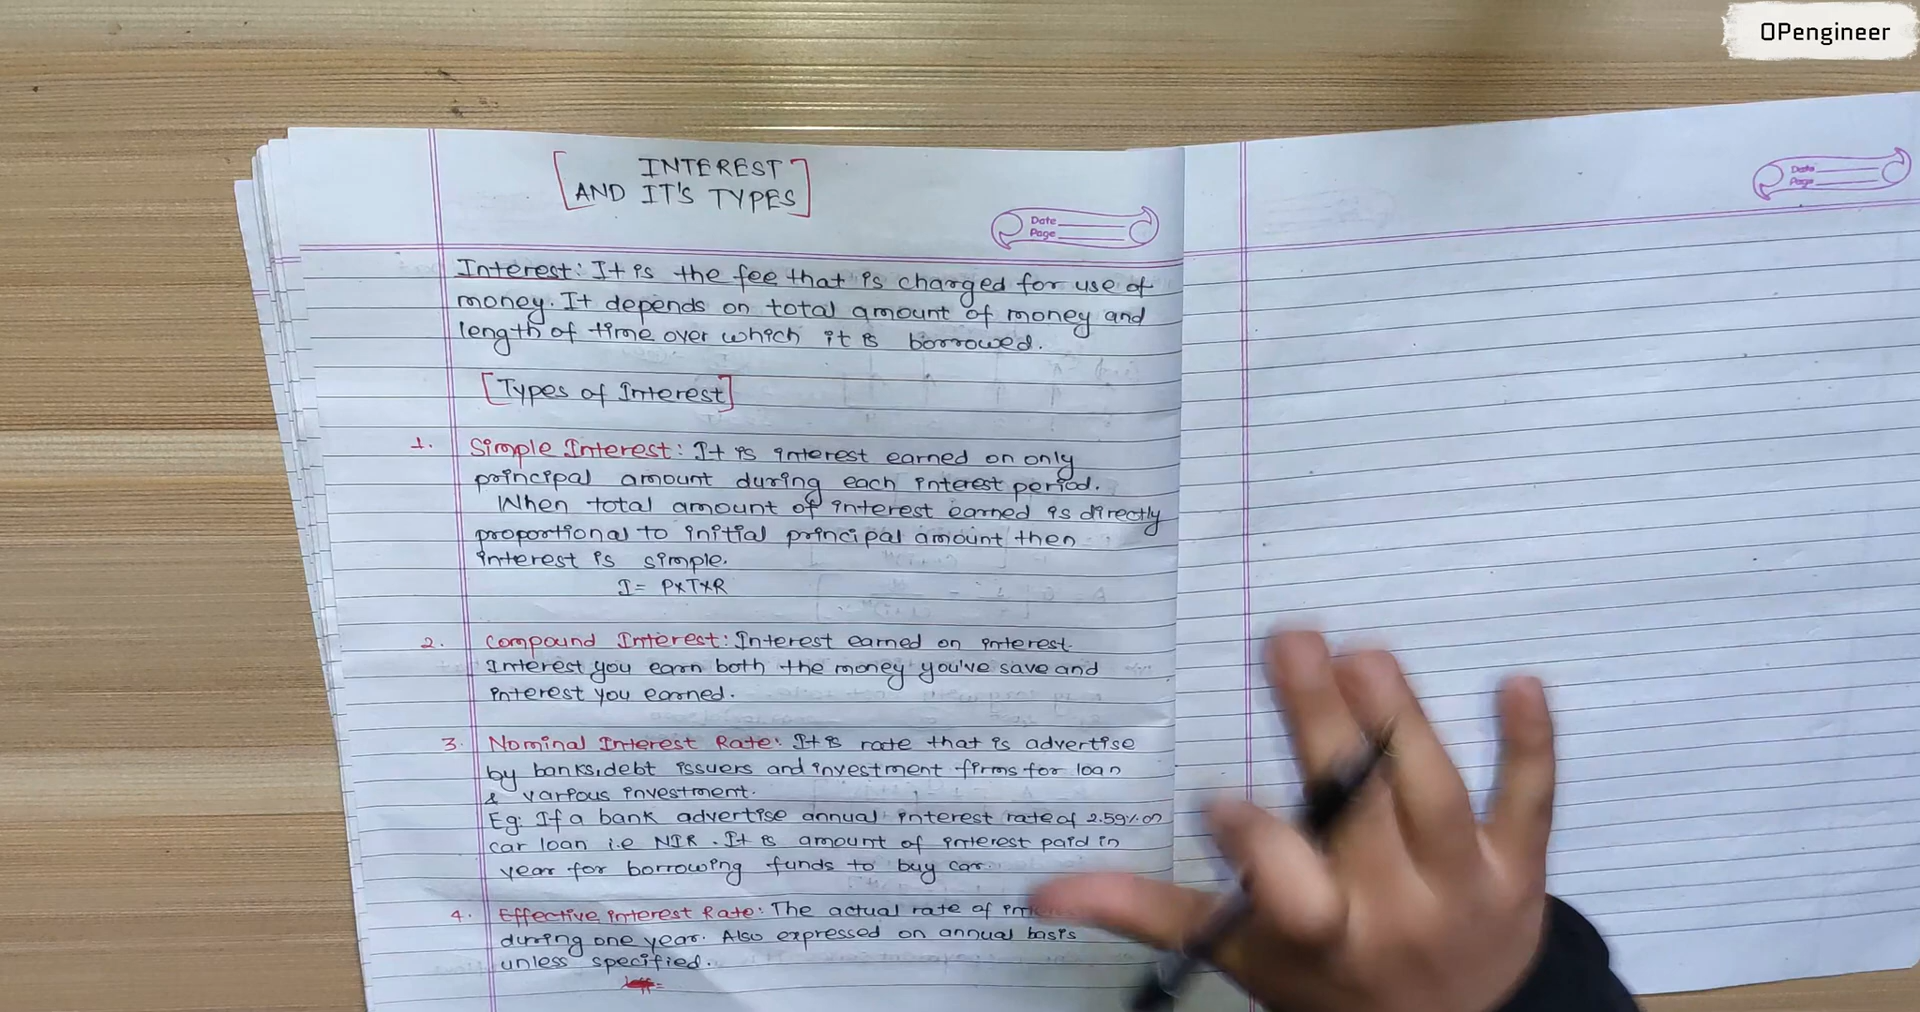 OPengineer
INTEREST
AND IT'S TYPES
Date
Page
Date
Page
Interest: It is the fee that is charged for use of
money. It depends on total amount of money and
length of time over which it is borrowed.
[Types of Interest]
1. Simple Interest: It is interest earned on only
principal amount during each interest period.
When total amount of interest earned is directly
proportional to initial principal amount then
interest is simple.
I = P×T×R
2. Compound Interest: Interest earned on interest.
Interest you earn both the money you've save and
interest you earned.
3. Nominal Interest Rate: It is rate that is advertise
by banks, debt issuers and investment firms for loan
& various investment.
Eg: If a bank advertise annual interest rate of 2.59% on
car loan i.e NIR. It is amount of interest paid in
year for borrowing funds to buy car.
4. Effective interest Rate: The actual rate of
during one year. Also expressed on annual basis
unless specified.